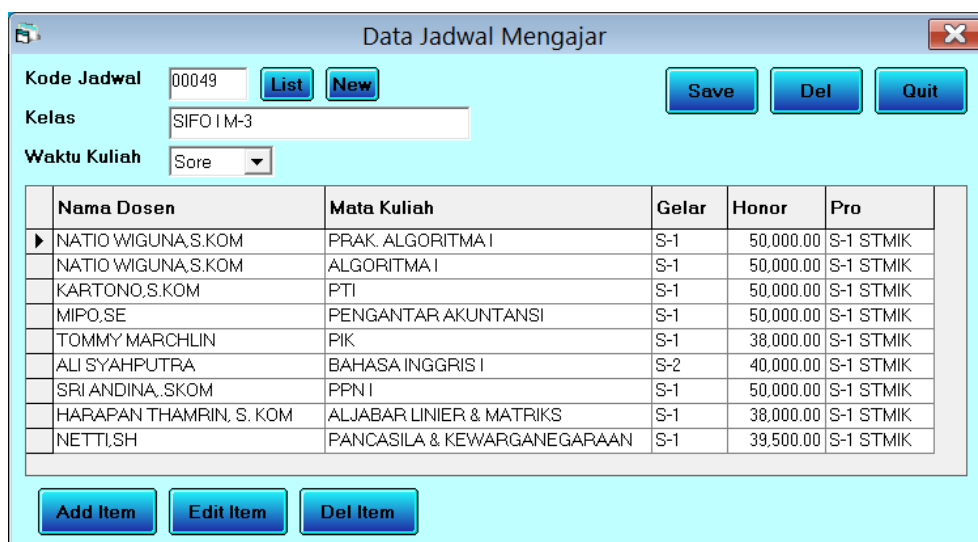 Data Jadwal Mengajar
Kode Jadwal 00049 List New Save Del Quit
Kelas SIFO I M-3
Waktu Kuliah Sore
Nama Dosen Mata Kuliah Gelar Honor Pro
NATIO WIGUNA,S.KOM PRAK. ALGORITMA I S-1 50,000.00 S-1 STMIK
NATIO WIGUNA,S.KOM ALGORITMA I S-1 50,000.00 S-1 STMIK
KARTONO,S.KOM PTI S-1 50,000.00 S-1 STMIK
MIPO,SE PENGANTAR AKUNTANSI S-1 50,000.00 S-1 STMIK
TOMMY MARCHLIN PIK S-1 38,000.00 S-1 STMIK
ALI SYAHPUTRA BAHASA INGGRIS I S-2 40,000.00 S-1 STMIK
SRI ANDINA,.SKOM PPN I S-1 50,000.00 S-1 STMIK
HARAPAN THAMRIN, S. KOM ALJABAR LINIER & MATRIKS S-1 38,000.00 S-1 STMIK
NETTI,SH PANCASILA & KEWARGANEGARAAN S-1 39,500.00 S-1 STMIK
Add Item Edit Item Del Item